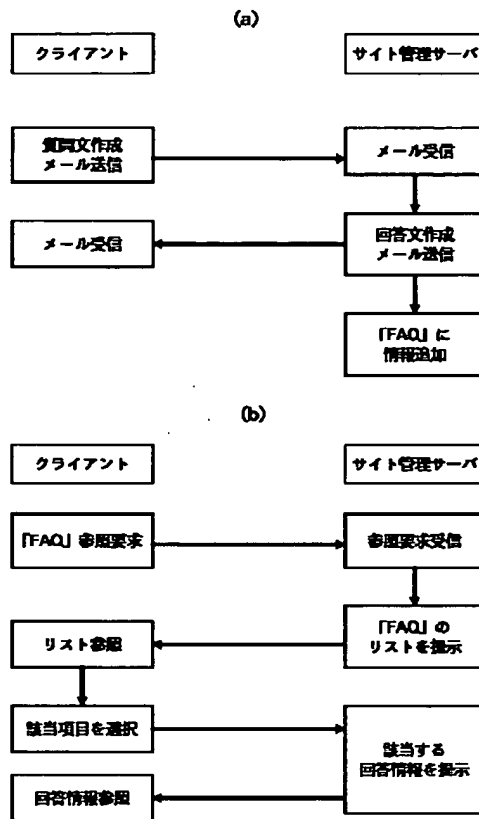 (a)
クライアント
サイト管理サーバ
質問文作成
メール送信
メール受信
メール受信
回答文作成
メール送信
「FAQ」に
情報追加
(b)
クライアント
サイト管理サーバ
「FAQ」参照要求
参照要求受信
リスト参照
「FAQ」の
リストを提示
該当項目を選択
該当する
回答情報を提示
回答情報参照